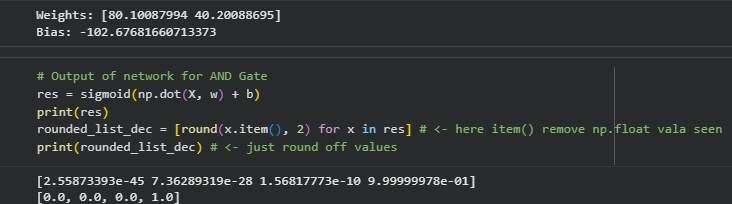 Weights: [80.10087994 40.20088695]
Bias: -102.67681660713373
# Output of network for AND Gate
res = sigmoid(np.dot(X, w) + b)
print(res)
rounded_list_dec = [round(x.item(), 2) for x in res] # <- here item() remove np.float vala seen
print(rounded_list_dec) # <- just round off values
[2.55873393e-45 7.36289319e-28 1.56817773e-10 9.99999978e-01]
[0.0, 0.0, 0.0, 1.0]